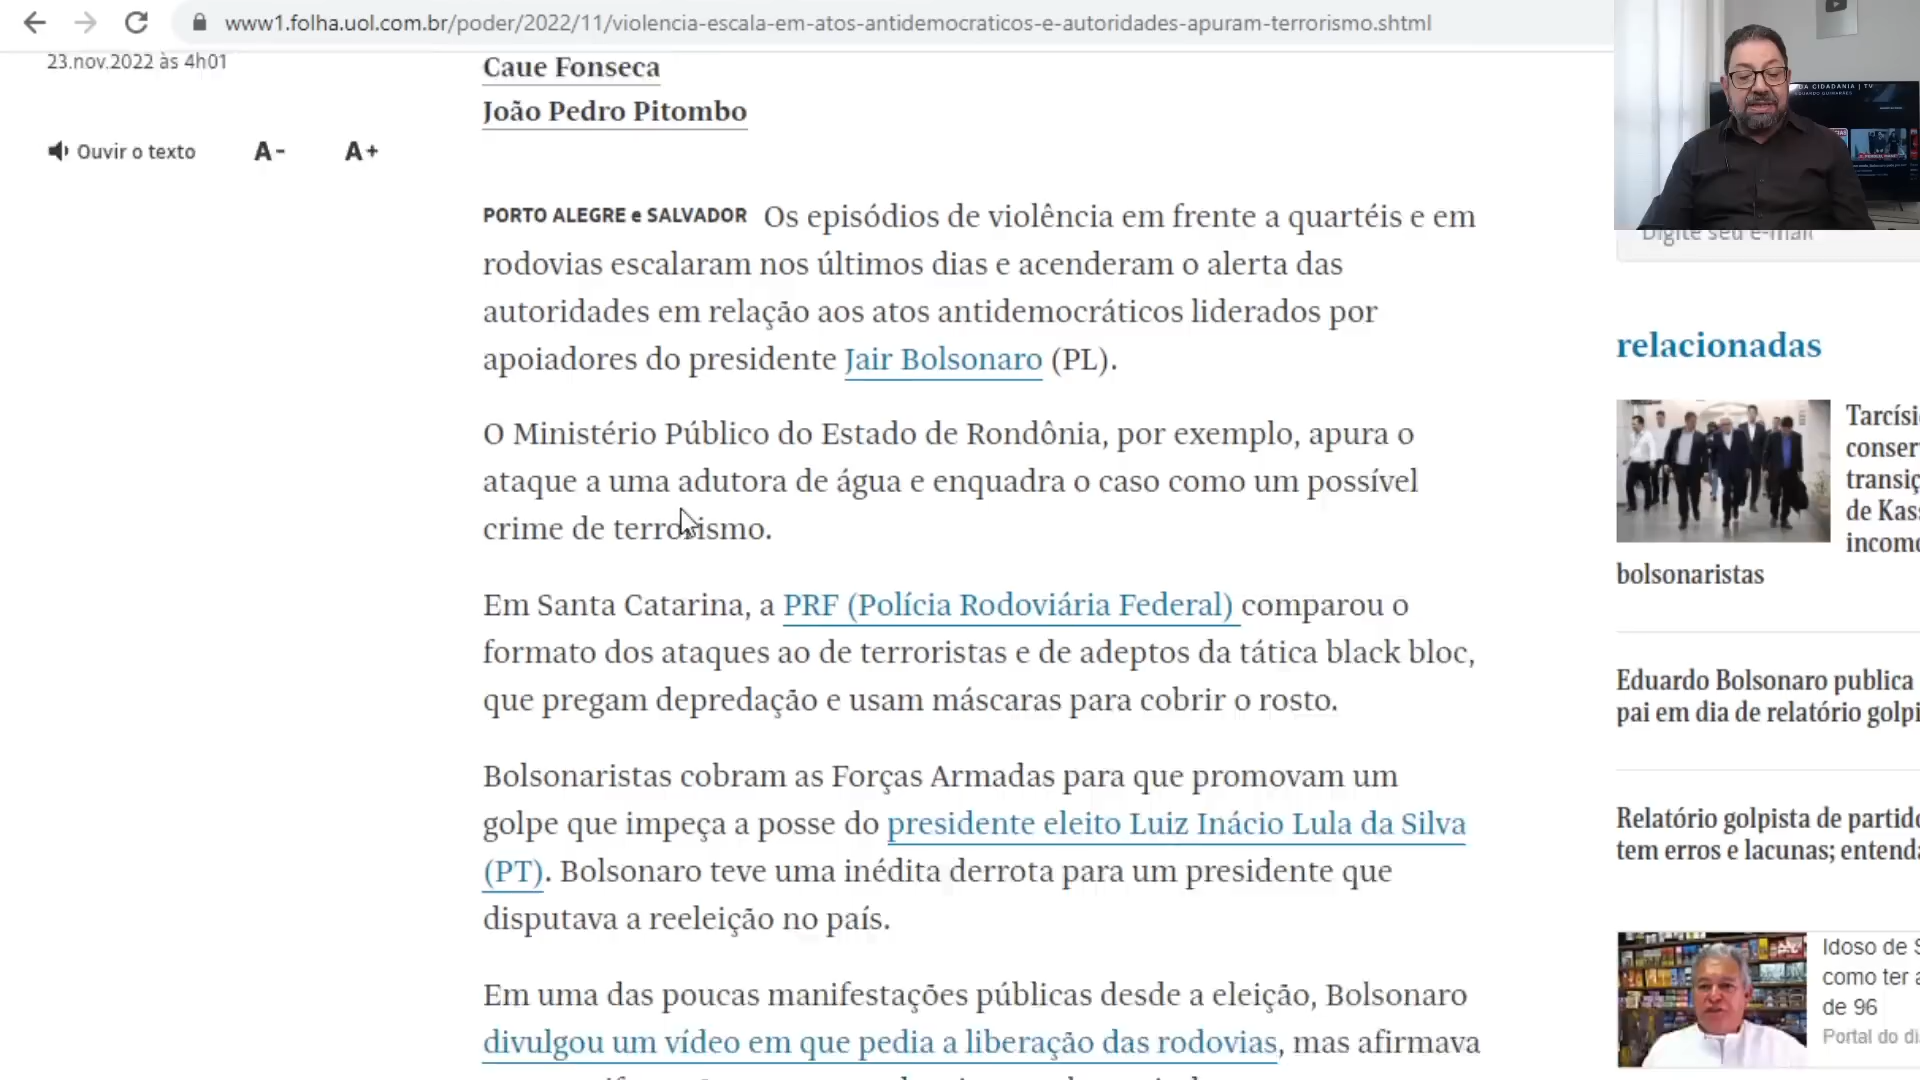 www1.folha.uol.com.br/poder/2022/11/violencia-escala-em-atos-antidemocraticos-e-autoridades-apuram-terrorismo.shtml
23.nov.2022 às 4h01
Ouvir o texto
A-
A+
Caue Fonseca
João Pedro Pitombo
PORTO ALEGRE e SALVADOR Os episódios de violência em frente a quartéis e em
rodovias escalaram nos últimos dias e acenderam o alerta das
autoridades em relação aos atos antidemocráticos liderados por
apoiadores do presidente Jair Bolsonaro (PL).
O Ministério Público do Estado de Rondônia, por exemplo, apura o
ataque a uma adutora de água e enquadra o caso como um possível
crime de terrorismo.
Em Santa Catarina, a PRF (Polícia Rodoviária Federal) comparou o
formato dos ataques ao de terroristas e de adeptos da tática black bloc,
que pregam depredação e usam máscaras para cobrir o rosto.
Bolsonaristas cobram as Forças Armadas para que promovam um
golpe que impeça a posse do presidente eleito Luiz Inácio Lula da Silva
(PT). Bolsonaro teve uma inédita derrota para um presidente que
disputava a reeleição no país.
Em uma das poucas manifestações públicas desde a eleição, Bolsonaro
divulgou um vídeo em que pedia a liberação das rodovias, mas afirmava
DA CIDADANIA | TV
EDUARDO GUIMARÃES
Digite seu e-mail
relacionadas
Tarcísi
conser
transiç
de Kass
incomo
bolsonaristas
Eduardo Bolsonaro publica
pai em dia de relatório golpi
Relatório golpista de partido
tem erros e lacunas; entenda
Idoso de S
como ter a
de 96
Portal do di